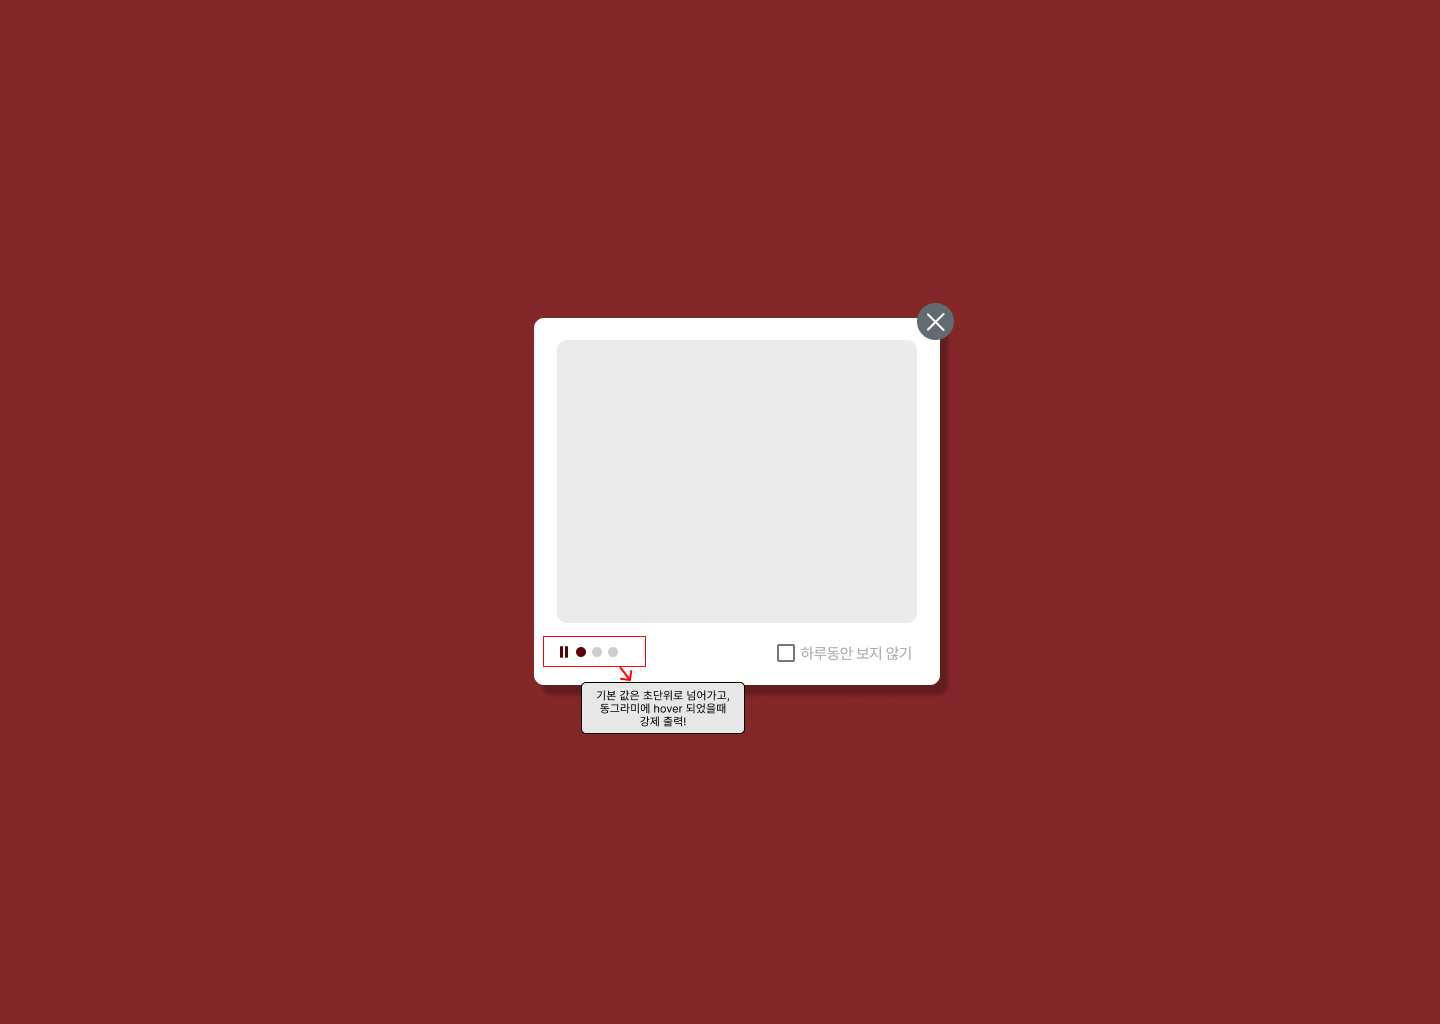 하루동안 보지 않기
기본 값은 초단위로 넘어가고,
동그라미에 hover 되었을때
강제 출력!